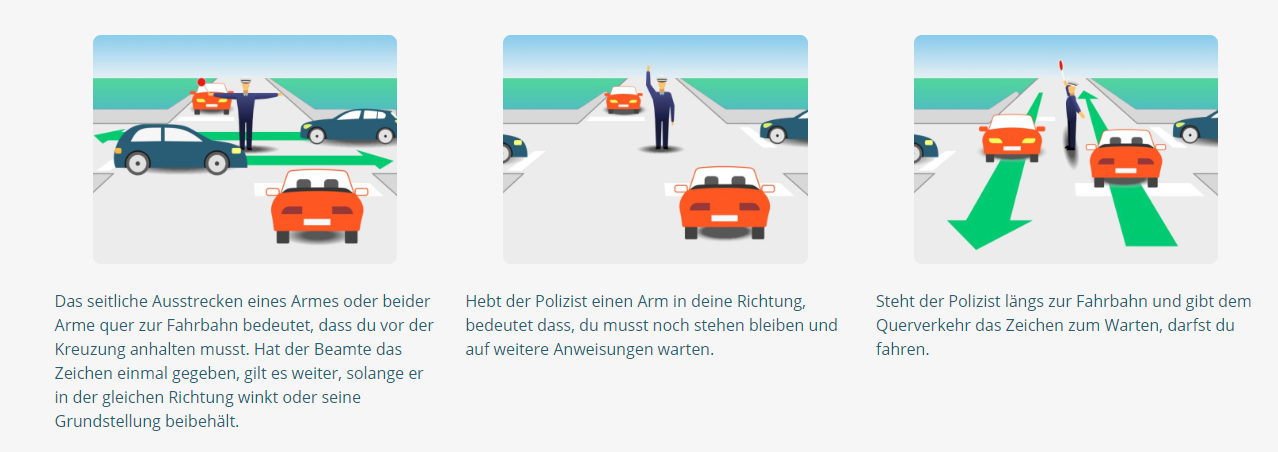 Das seitliche Ausstrecken eines Armes oder beider
Arme quer zur Fahrbahn bedeutet, dass du vor der
Kreuzung anhalten musst. Hat der Beamte das
Zeichen einmal gegeben, gilt es weiter, solange er
in der gleichen Richtung winkt oder seine
Grundstellung beibehält.
Hebt der Polizist einen Arm in deine Richtung,
bedeutet dass, du musst noch stehen bleiben und
auf weitere Anweisungen warten.
Steht der Polizist längs zur Fahrbahn und gibt dem
Querverkehr das Zeichen zum Warten, darfst du
fahren.